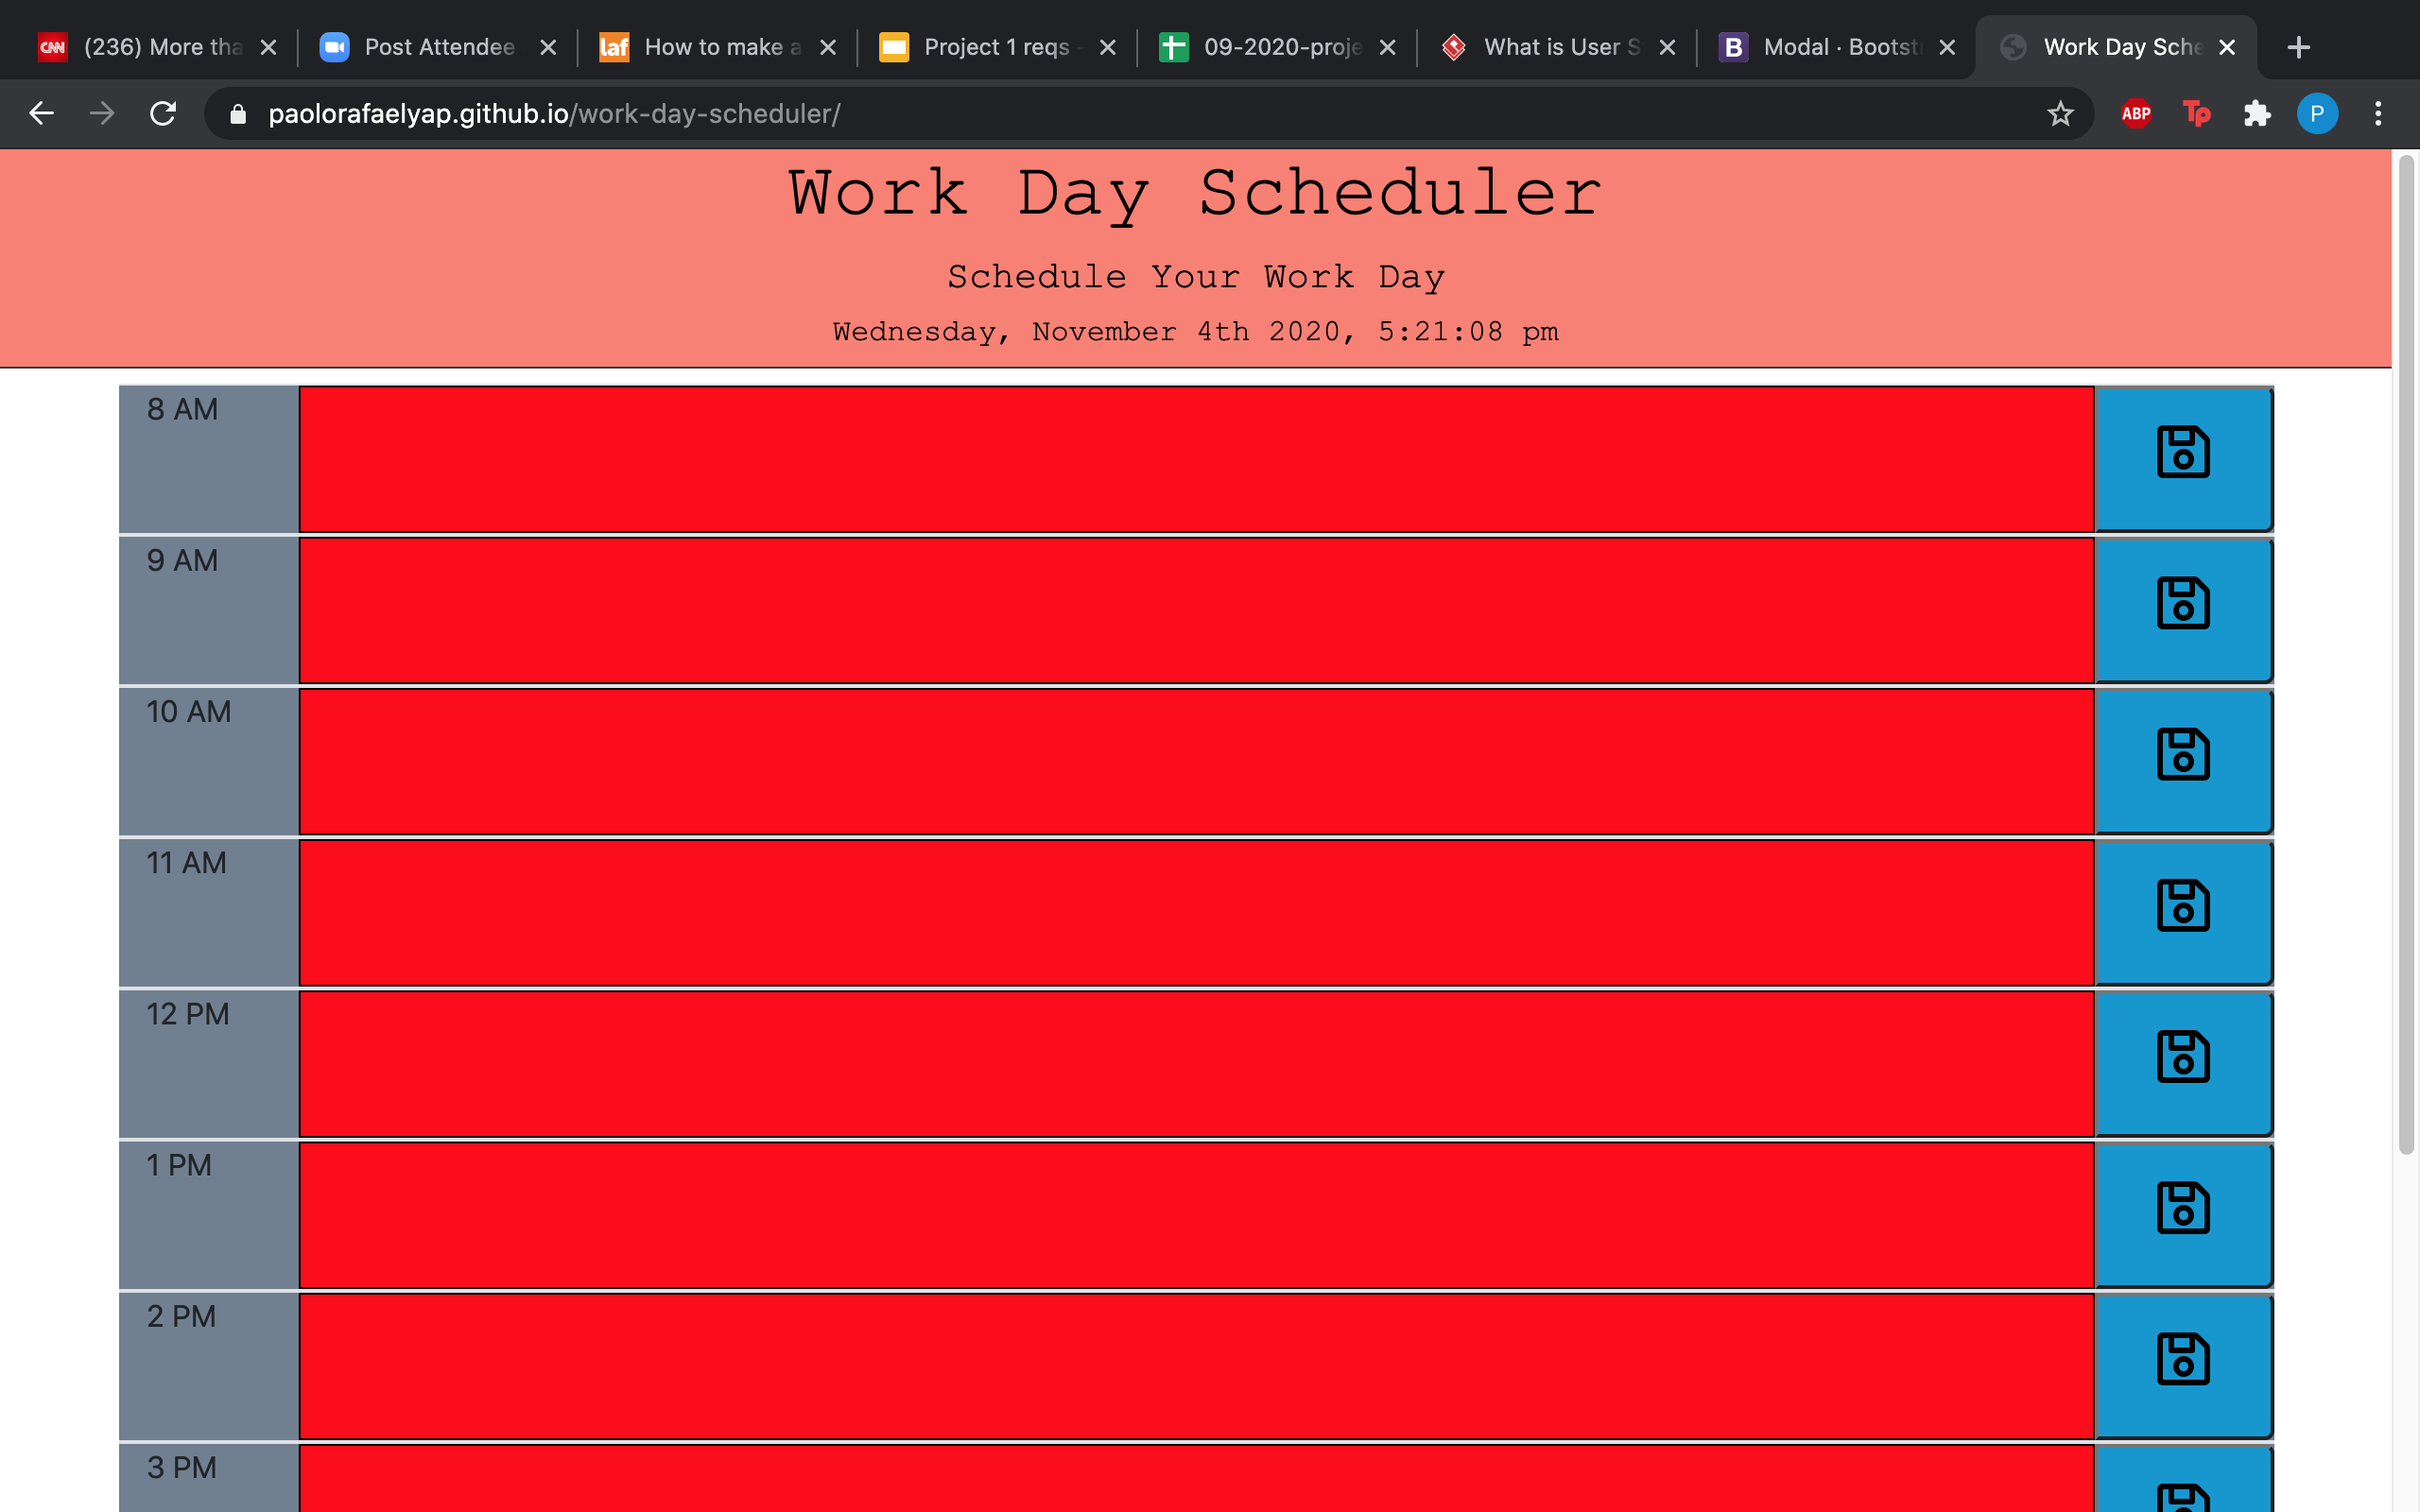 CNN (236) More tha
Post Attendee
laf How to make a
Project 1 reqs -
09-2020-proje
What is User S
B Modal · Bootst
Work Day Sche
paolorafaelyap.github.io/work-day-scheduler/
ABP Tp P
Work Day Scheduler
Schedule Your Work Day
Wednesday, November 4th 2020, 5:21:08 pm
8 AM
9 AM
10 AM
11 AM
12 PM
1 PM
2 PM
3 PM